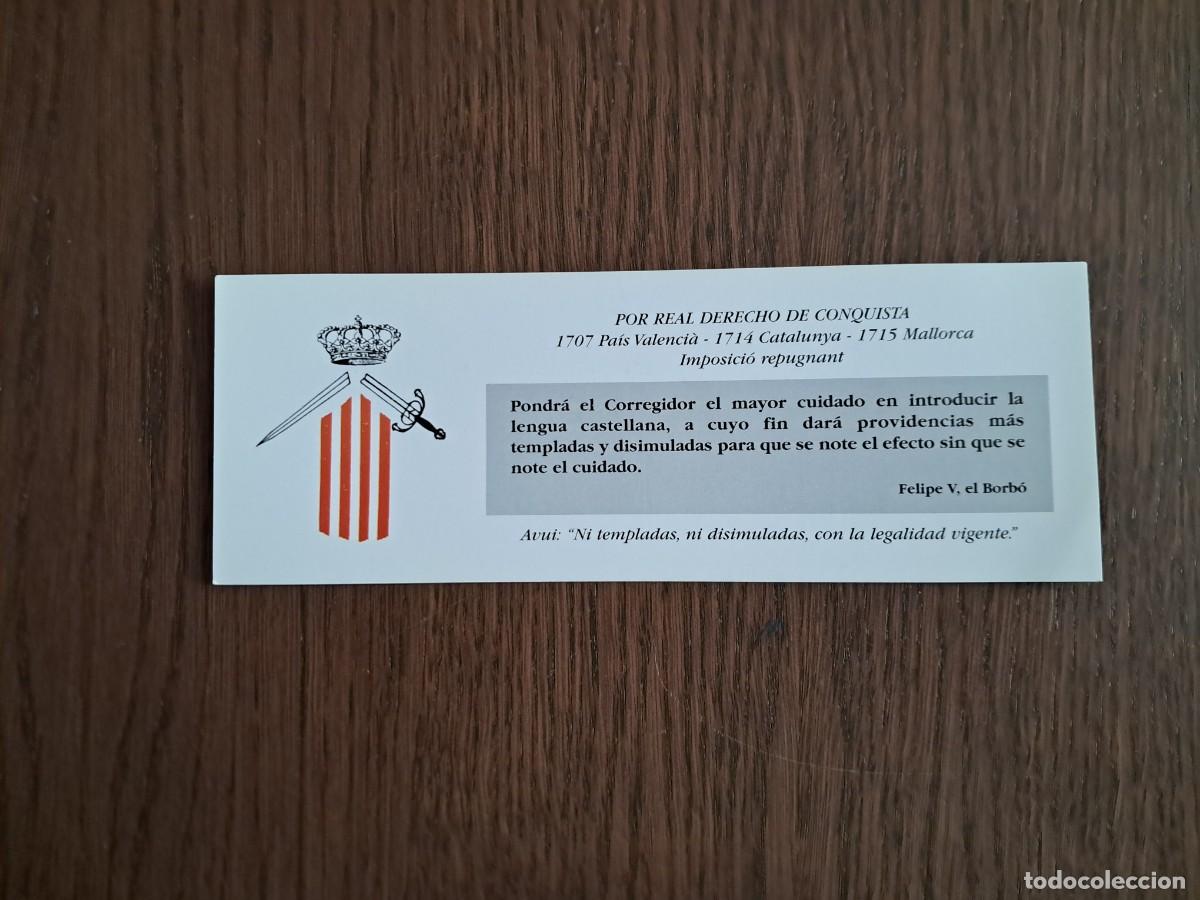 POR REAL DERECHO DE CONQUISTA
1707 País Valencià - 1714 Catalunya - 1715 Mallorca
Imposició repugnant
Pondrá el Corregidor el mayor cuidado en introducir la
lengua castellana, a cuyo fin dará providencias más
templadas y disimuladas para que se note el efecto sin que se
note el cuidado.
Felipe V, el Borbó
Avui: “Ni templadas, ni disimuladas, con la legalidad vigente.”
todocoleccion